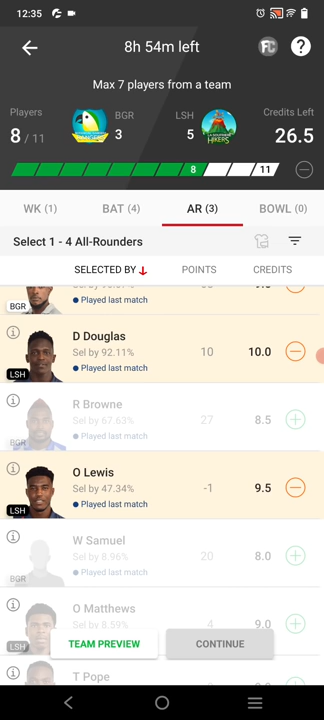 12:35
8h 54m left
FC
?
Max 7 players from a team
Players
8 / 11
BGR
3
LSH
5
Credits Left
26.5
8
11
WK (1)
BAT (4)
AR (3)
BOWL (0)
Select 1 - 4 All-Rounders
SELECTED BY
POINTS
CREDITS
BGR
Played last match
i
LSH
D Douglas
Sel by 92.11%
Played last match
10
10.0
i
BGR
R Browne
Sel by 67.63%
Played last match
27
8.5
i
LSH
O Lewis
Sel by 47.34%
Played last match
-1
9.5
i
BGR
W Samuel
Sel by 8.96%
Played last match
20
8.0
i
LSH
O Matthews
Sel by 8.59%
4
9.0
TEAM PREVIEW
CONTINUE
i
T Pope